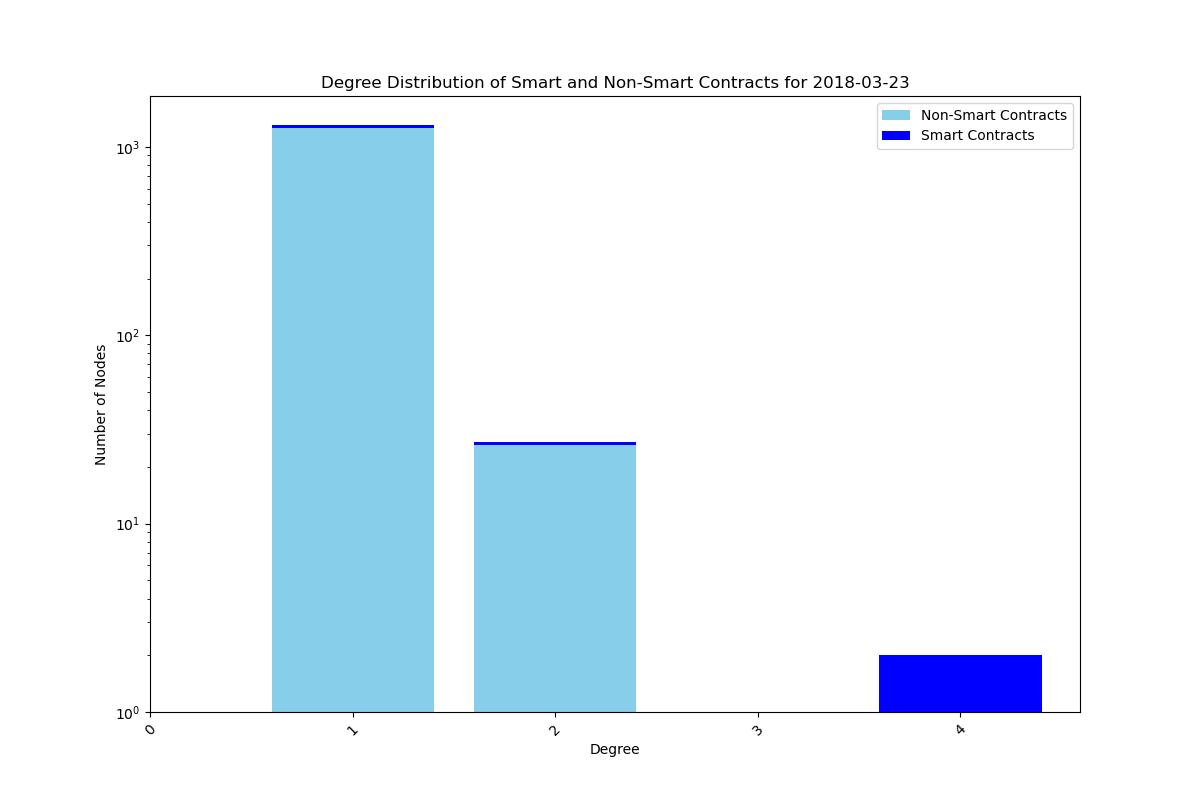 Degree Distribution of Smart and Non-Smart Contracts for 2018-03-23
Non-Smart Contracts
Smart Contracts
Number of Nodes
10³
10²
10¹
10⁰
0 1 2 3 4
Degree